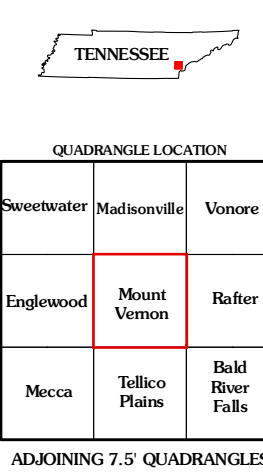 TENNESSEE
QUADRANGLE LOCATION
Sweetwater
Madisonville
Vonore
Englewood
Mount
Vernon
Rafter
Mecca
Tellico
Plains
Bald
River
Falls
ADJOINING 7.5' QUADRANGLES